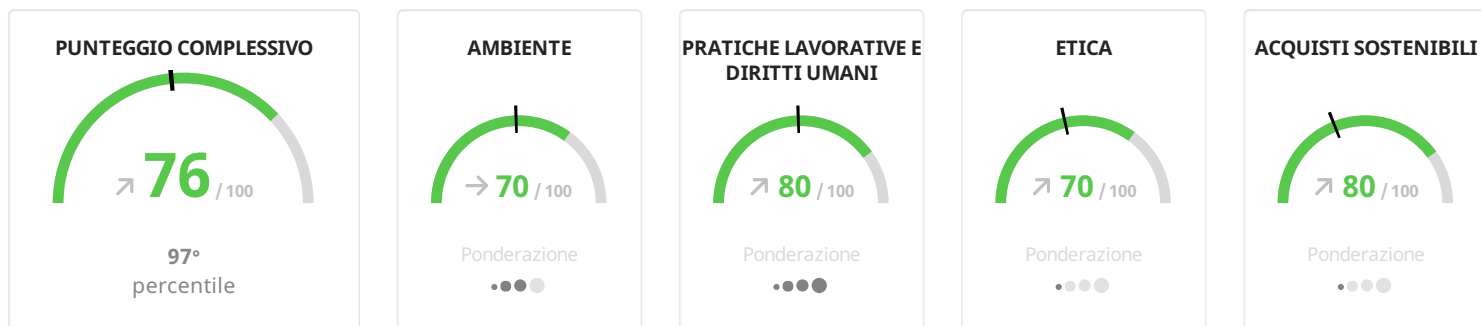 PUNTEGGIO COMPLESSIVO
76 / 100
97°
percentile
AMBIENTE
70 / 100
Ponderazione
PRATICHE LAVORATIVE E
DIRITTI UMANI
80 / 100
Ponderazione
ETICA
70 / 100
Ponderazione
ACQUISTI SOSTENIBILI
80 / 100
Ponderazione